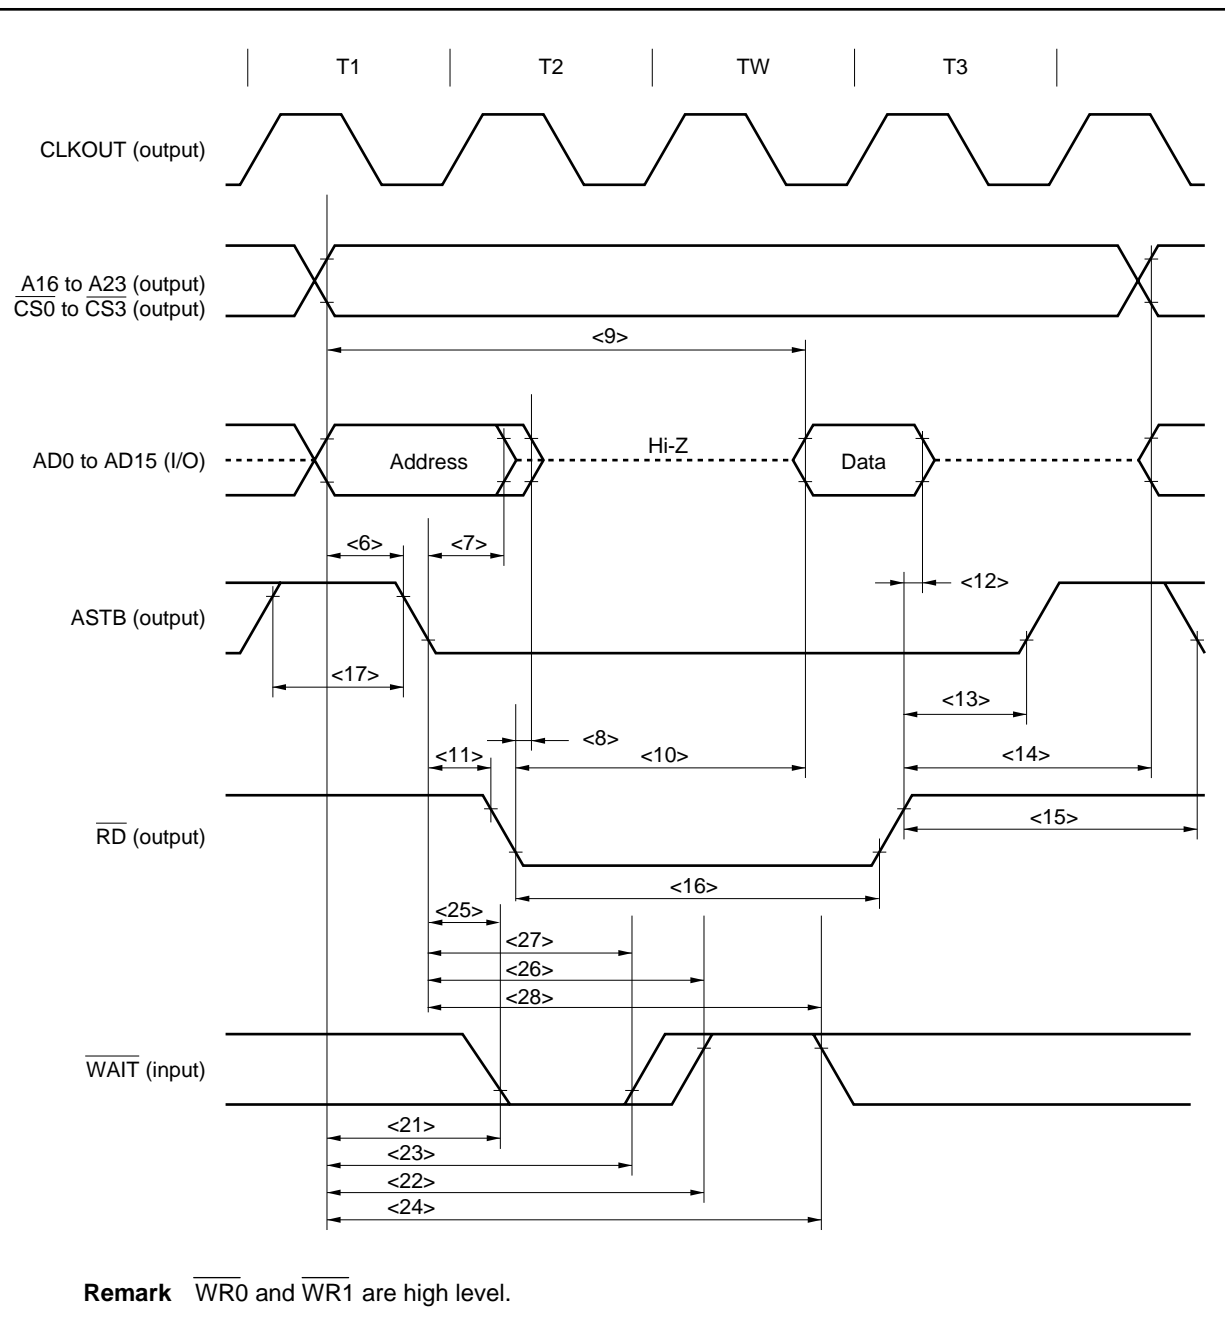 T1 T2 TW T3
CLKOUT (output)
A16 to A23 (output)
CS0 to CS3 (output)
<9>
AD0 to AD15 (I/O)
Address
Hi-Z
Data
<6>
<7>
<12>
ASTB (output)
<17>
<13>
<8>
<11>
<10>
<14>
<15>
RD (output)
<16>
<25>
<27>
<26>
<28>
WAIT (input)
<21>
<23>
<22>
<24>
Remark WR0 and WR1 are high level.